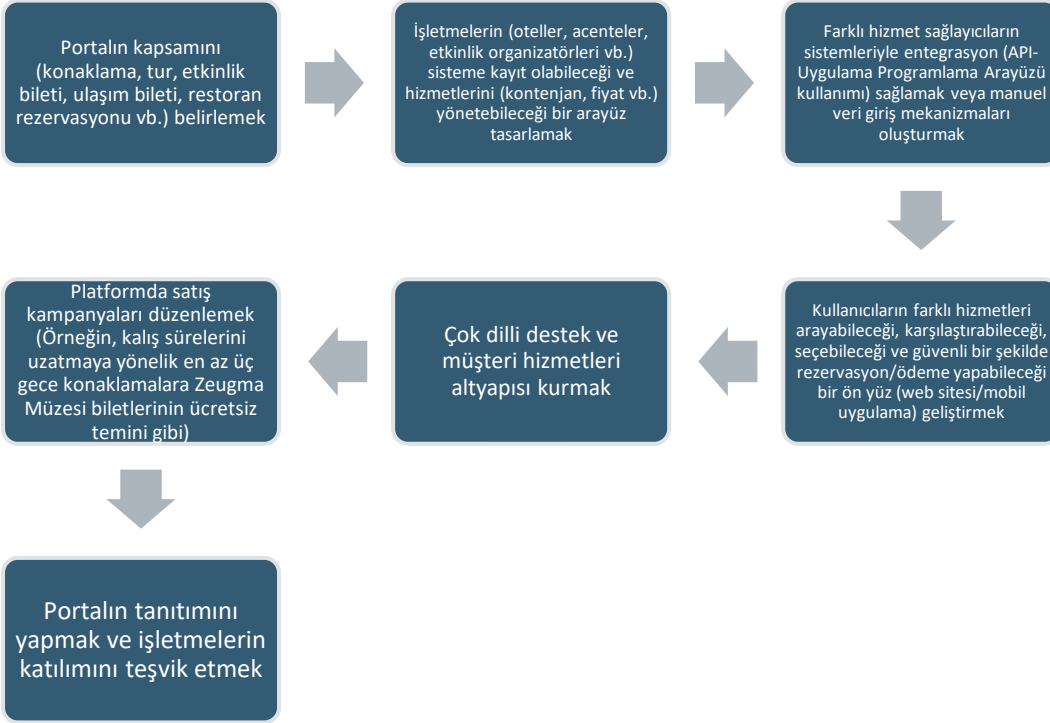 Portalın kapsamını
(konaklama, tur, etkinlik
bileti, ulaşım bileti, restoran
rezervasyonu vb.) belirlemek
İşletmelerin (oteller, acenteler,
etkinlik organizatörleri vb.)
sisteme kayıt olabileceği ve
hizmetlerini (kontenjan, fiyat vb.)
yönetebileceği bir arayüz
tasarlamak
Farklı hizmet sağlayıcıların
sistemleriyle entegrasyon (API-
Uygulama Programlama Arayüzü
kullanımı) sağlamak veya manuel
veri giriş mekanizmaları
oluşturmak
Kullanıcıların farklı hizmetleri
arayabileceği, karşılaştırabileceği,
seçebileceği ve güvenli bir şekilde
rezervasyon/ödeme yapabileceği
bir ön yüz (web sitesi/mobil
uygulama) geliştirmek
Çok dilli destek ve
müşteri hizmetleri
altyapısı kurmak
Platformda satış
kampanyaları düzenlemek
(Örneğin, kalış sürelerini
uzatmaya yönelik en az üç
gece konaklamalara Zeugma
Müzesi biletlerinin ücretsiz
temini gibi)
Portalın tanıtımını
yapmak ve işletmelerin
katılımını teşvik etmek